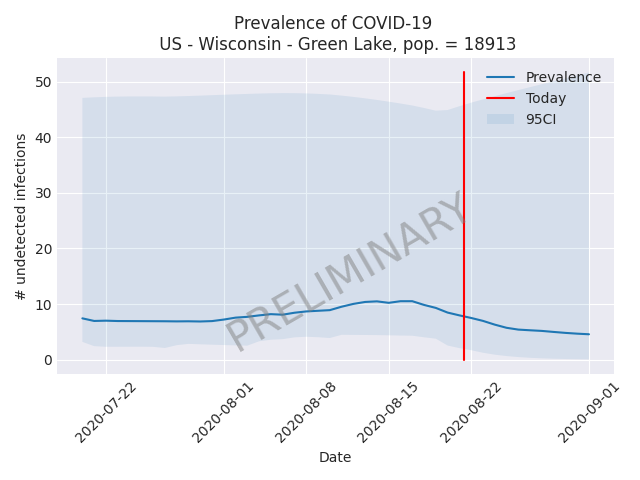 Prevalence of COVID-19
US - Wisconsin - Green Lake, pop. = 18913
# undetected infections
50
40
30
20
10
0
Prevalence
Today
95CI
PRELIMINARY
2020-07-22
2020-08-01
2020-08-08
2020-08-15
2020-08-22
2020-09-01
Date